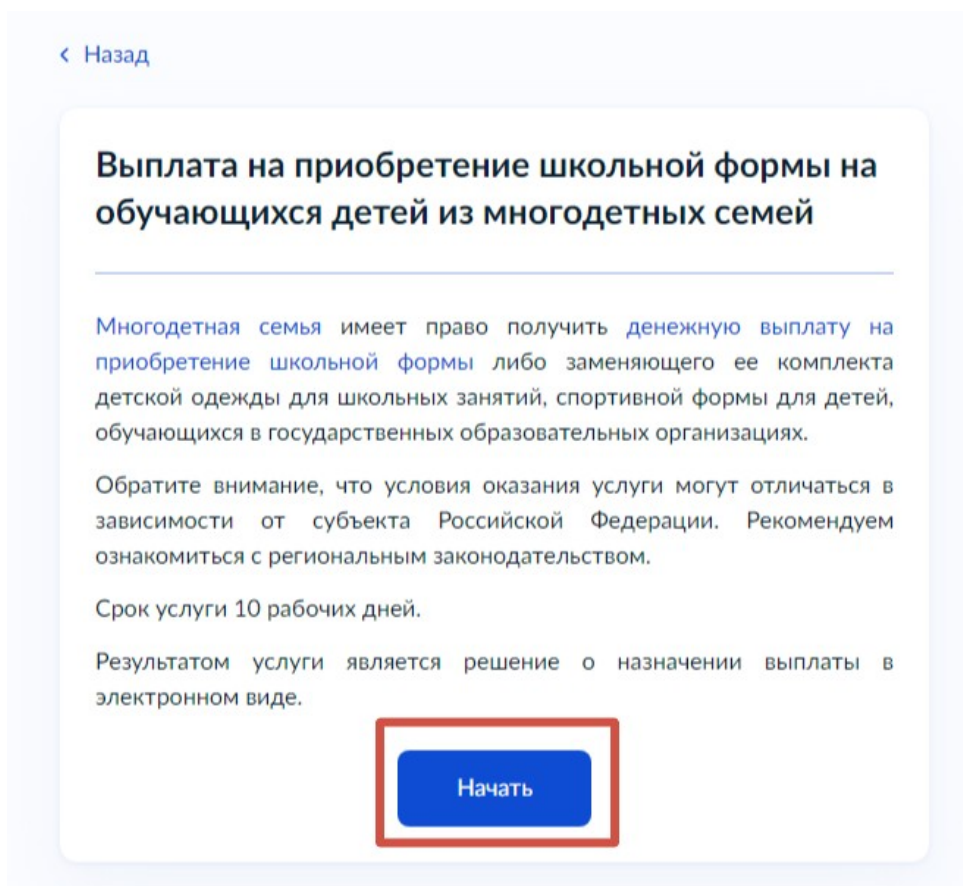 Назад
Выплата на приобретение школьной формы на
обучающихся детей из многодетных семей
Многодетная семья имеет право получить денежную выплату на
приобретение школьной формы либо заменяющего ее комплекта
детской одежды для школьных занятий, спортивной формы для детей,
обучающихся в государственных образовательных организациях.
Обратите внимание, что условия оказания услуги могут отличаться в
зависимости от субъекта Российской Федерации. Рекомендуем
ознакомиться с региональным законодательством.
Срок услуги 10 рабочих дней.
Результатом услуги является решение о назначении выплаты в
электронном виде.
Начать